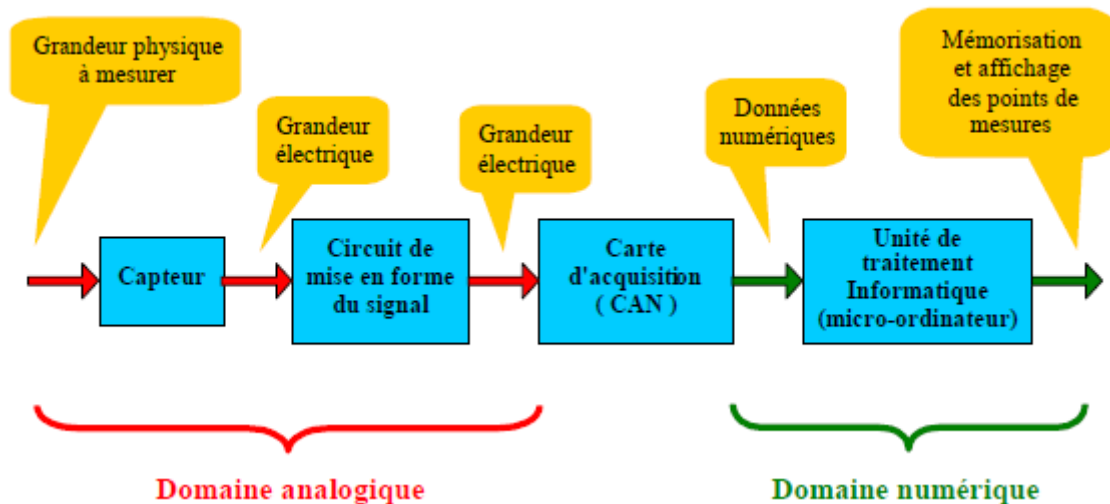 Grandeur physique
à mesurer
Grandeur
électrique
Grandeur
électrique
Données
numériques
Mémorisation
et affichage
des points de
mesures
Capteur
Circuit de
mise en forme
du signal
Carte
d'acquisition
( CAN )
Unité de
traitement
Informatique
(micro-ordinateur)
Domaine analogique
Domaine numérique